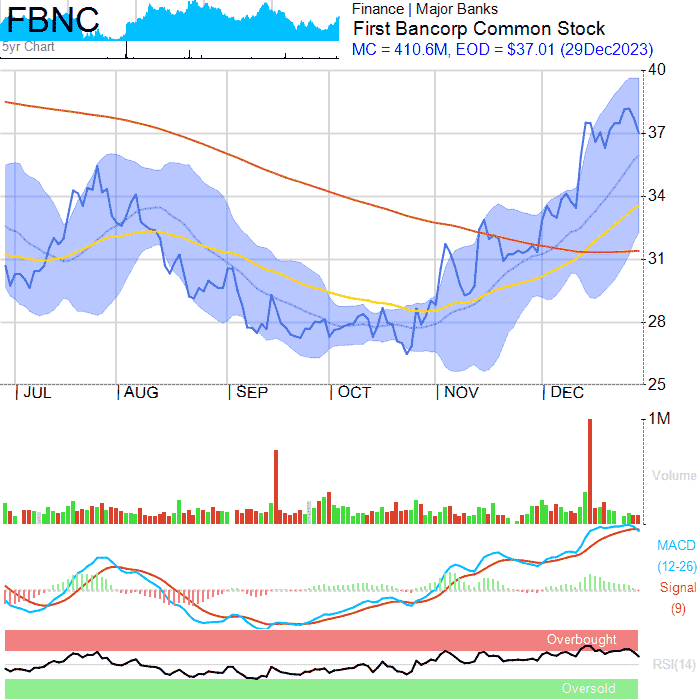 FBNC
5yr Chart
Finance | Major Banks
First Bancorp Common Stock
MC = 410.6M, EOD = $37.01 (29Dec2023)
40
37
34
31
28
25
JUL AUG SEP OCT NOV DEC
1M
Volume
MACD
(12-26)
Signal
(9)
Overbought
RSI(14)
Oversold